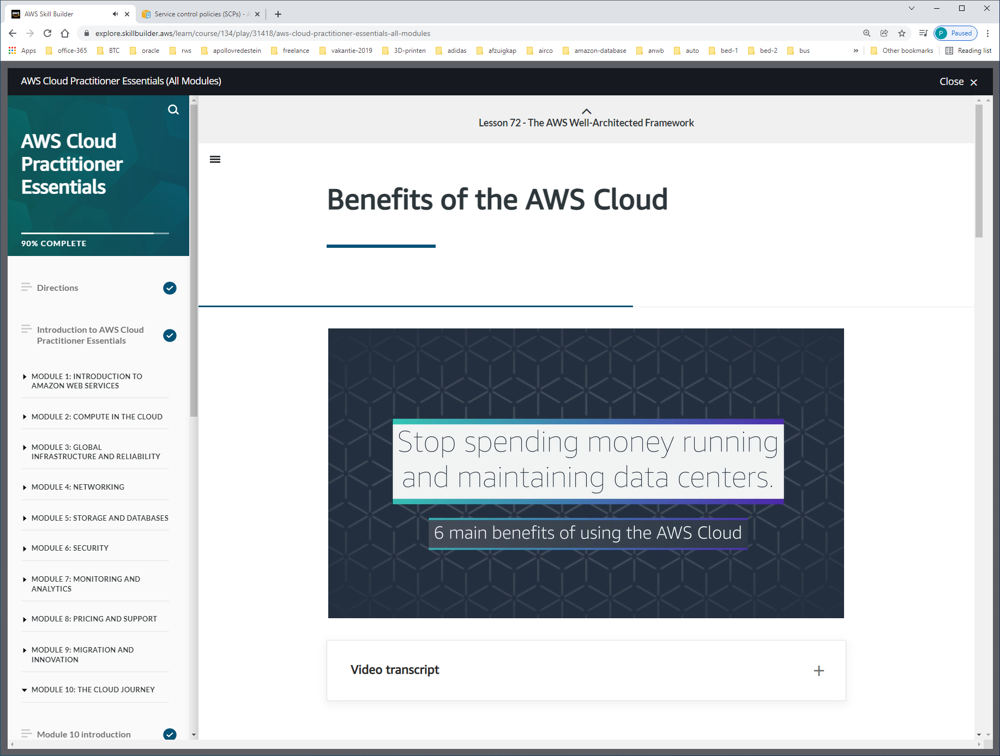 AWS Skill Builder
Service control policies (SCPs) - A
explore.skillbuilder.aws/learn/course/134/play/31418/aws-cloud-practitioner-essentials-all-modules
P Paused
Apps office-365 BTC oracle rws apollovredestein freelance vakantie-2019 3D-printen adidas afzuigkap airco amazon-database anwb auto bed-1 bed-2 bus » Other bookmarks Reading list
AWS Cloud Practitioner Essentials (All Modules)
Close
AWS Cloud
Practitioner
Essentials
90% COMPLETE
Directions
Introduction to AWS Cloud
Practitioner Essentials
MODULE 1: INTRODUCTION TO
AMAZON WEB SERVICES
MODULE 2: COMPUTE IN THE CLOUD
MODULE 3: GLOBAL
INFRASTRUCTURE AND RELIABILITY
MODULE 4: NETWORKING
MODULE 5: STORAGE AND DATABASES
MODULE 6: SECURITY
MODULE 7: MONITORING AND
ANALYTICS
MODULE 8: PRICING AND SUPPORT
MODULE 9: MIGRATION AND
INNOVATION
MODULE 10: THE CLOUD JOURNEY
Module 10 introduction
Lesson 72 - The AWS Well-Architected Framework
Benefits of the AWS Cloud
Stop spending money running
and maintaining data centers.
6 main benefits of using the AWS Cloud
Video transcript